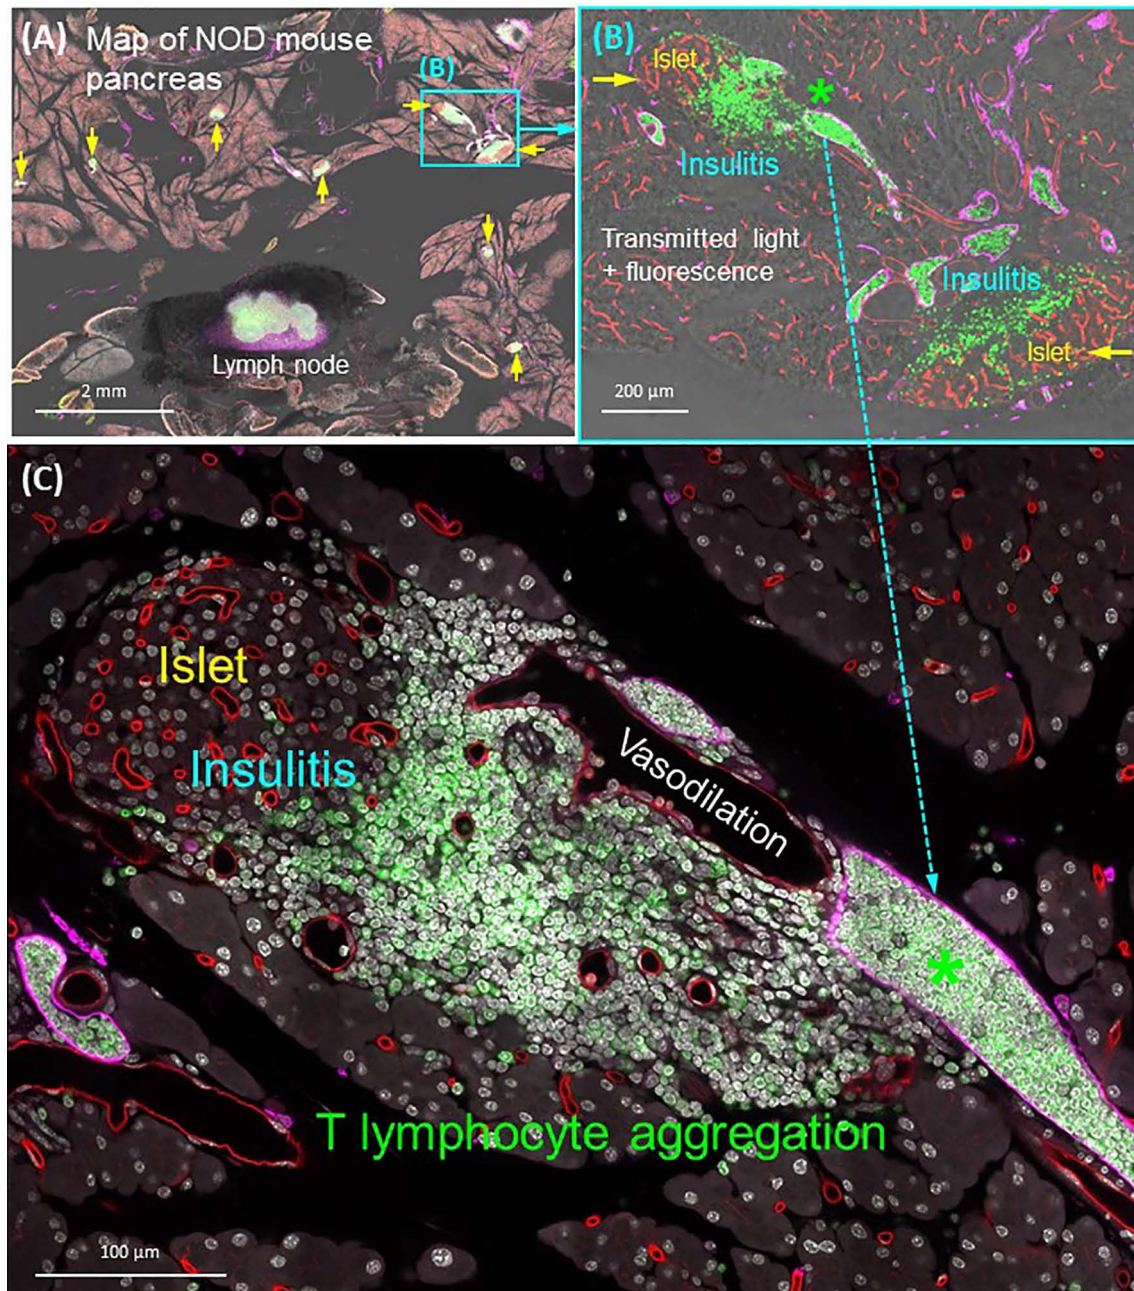 (A) Map of NOD mouse
pancreas
(B)
Lymph node
2 mm
(B)
Islet
*
Insulitis
Transmitted light
+ fluorescence
Insulitis
Islet
200 µm
(C)
Islet
Insulitis
Vasodilation
*
T lymphocyte aggregation
100 µm